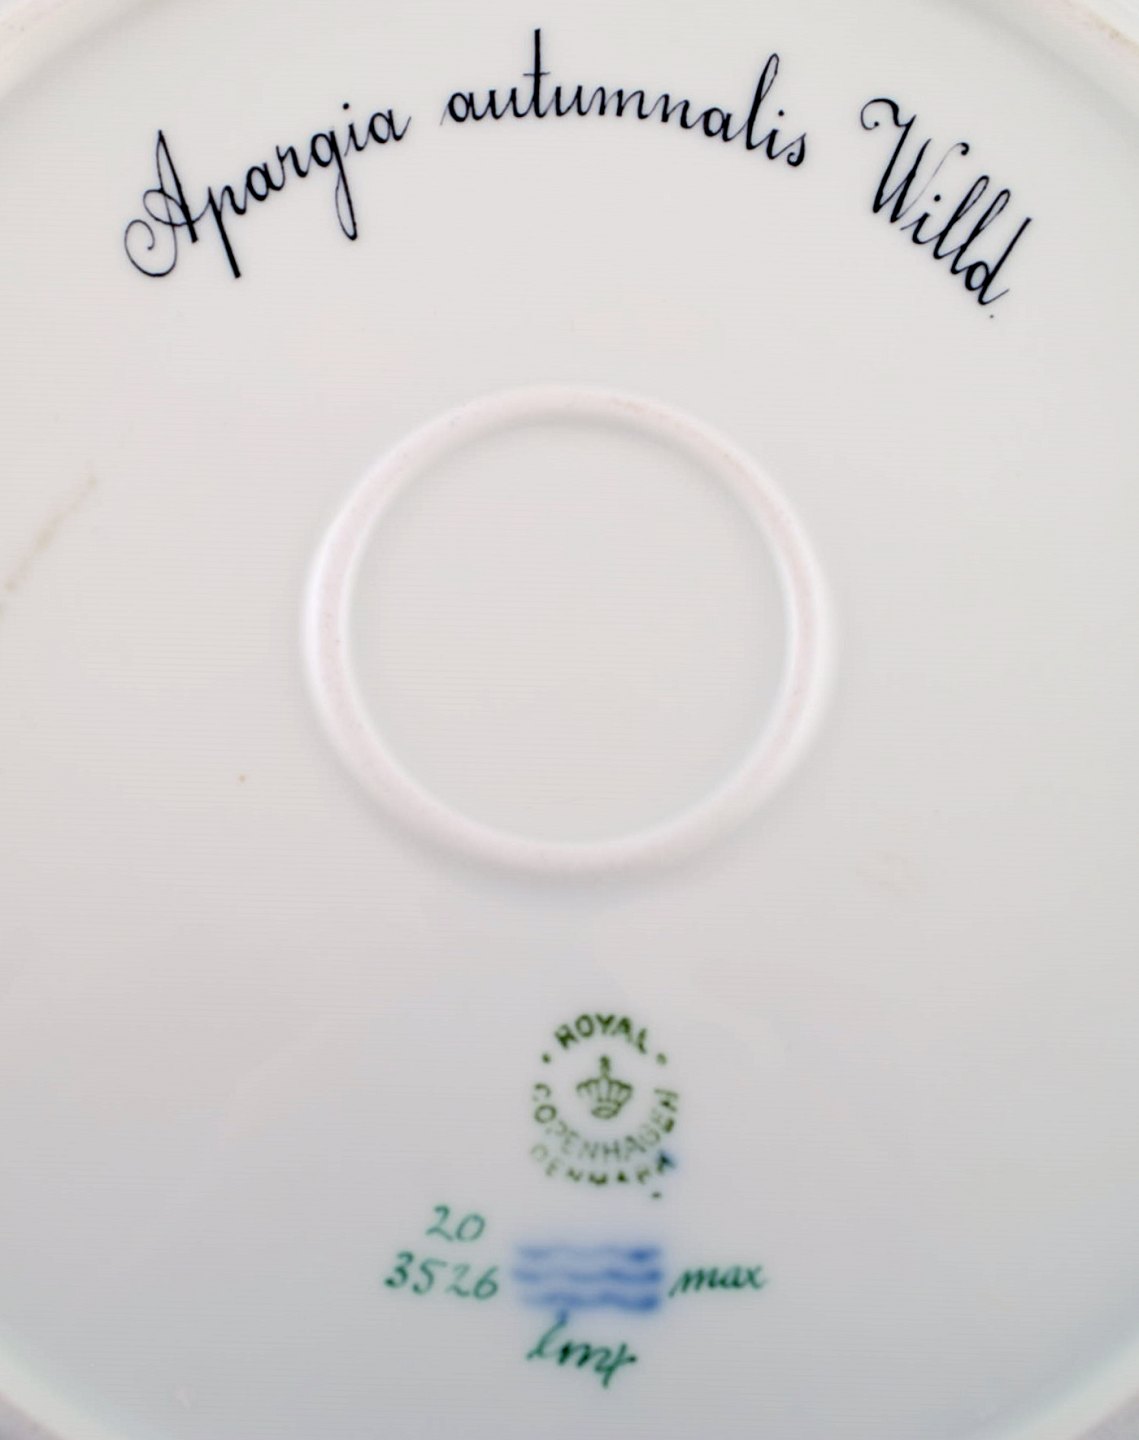 Apargia autumnalis Willd.
ROYAL
COPENHAGEN
DENMARK
20
3526 max